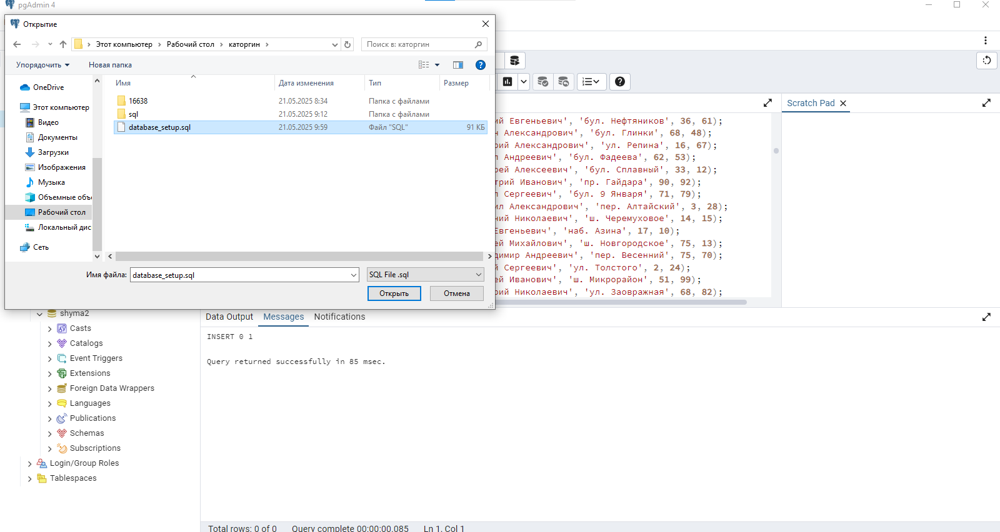 pgAdmin 4
Открытие
Этот компьютер › Рабочий стол › каторгин ›
Поиск в: каторгин
Упорядочить
Новая папка
OneDrive
Этот компьютер
Видео
Документы
Загрузки
Изображения
Музыка
Объемные объ
Рабочий стол
Локальный дис
Сеть
Имя Дата изменения Тип Размер
16638 21.05.2025 8:34 Папка с файлами
sql 21.05.2025 9:12 Папка с файлами
database_setup.sql 21.05.2025 9:59 Файл "SQL" 91 КБ
Имя файла: database_setup.sql SQL File .sql
Открыть Отмена
Scratch Pad
ий Евгеньевич', 'бул. Нефтяников', 36, 61);
н Александрович', 'бул. Глинки', 68, 48);
рий Александрович', 'ул. Репина', 16, 67);
л Андреевич', 'бул. Фадеева', 62, 53);
рей Алексеевич', 'бул. Сплавный', 33, 12);
трий Иванович', 'пр. Гайдара', 90, 92);
л Сергеевич', 'бул. 9 Января', 71, 79);
ил Александрович', 'пер. Алтайский', 3, 28);
ний Николаевич', 'ш. Черемуховое', 14, 15);
Евгеньевич', 'наб. Азина', 17, 10);
ей Михайлович', 'ш. Новгородское', 75, 13);
димир Андреевич', 'пер. Весенний', 75, 70);
й Сергеевич', 'ул. Толстого', 2, 24);
ей Иванович', 'ш. Микрорайон', 51, 99);
рий Николаевич', 'ул. Заовражная', 68, 82);
shyma2
Casts
Catalogs
Event Triggers
Extensions
Foreign Data Wrappers
Languages
Publications
Schemas
Subscriptions
Login/Group Roles
Tablespaces
Data Output Messages Notifications
INSERT 0 1
Query returned successfully in 85 msec.
Total rows: 0 of 0 Query complete 00:00:00.085 Ln 1, Col 1